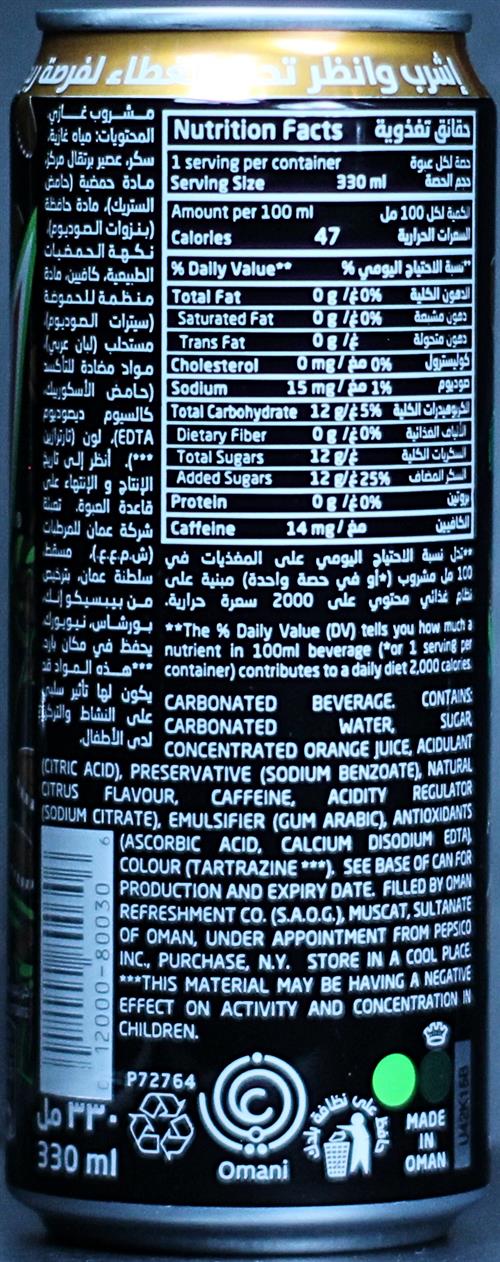 إشرب وانظر تحت الغطاء لفرصة
مشروب غازي.
المحتويات: مياه غازية،
سكر، عصير برتقال مركز،
مادة حمضية (حامض
الستريك)، مادة حافظة
(بنزوات الصوديوم)،
نكهة الحمضيات
الطبيعية، كافيين، مادة
منظمة للحموضة
(سيترات الصوديوم)،
مستحلب (لبان عربي)،
مواد مضادة للتأكسد
(حامض الأسكوربيك،
كالسيوم ديصوديوم
EDTA)، لون (تارترازين
***). أنظر إلى تاريخ
الإنتاج و الإنتهاء على
قاعدة العبوة. تعبئة
شركة عمان للمرطبات
(ش.م.ع.ع.)، مسقط
سلطنة عمان، بترخيص
من بيبسيكو إنك،
بورشاس، نيويورك.
يحفظ في مكان بارد.
***هذه المواد قد
يكون لها تأثير سلبي
على النشاط والتركيز
لدى الأطفال.
Nutrition Facts حقائق تغذوية
1 serving per container حصة لكل عبوة
Serving Size 330 ml حجم الحصة
Amount per 100 ml الكمية لكل 100 مل
Calories 47 السعرات الحرارية
% Daily Value** **نسبة الاحتياج اليومي %
Total Fat 0 g /غ 0% الدهون الكلية
Saturated Fat 0 g /غ 0% دهون مشبعة
Trans Fat 0 g /غ دهون متحولة
Cholesterol 0 mg / مغ 0% كوليسترول
Sodium 15 mg / مغ 1% صوديوم
Total Carbohydrate 12 g/غ 5% الكربوهيدرات الكلية
Dietary Fiber 0 g /غ 0% الألياف الغذائية
Total Sugars 12 g/غ السكريات الكلية
Added Sugars 12 g/غ 25% السكر المضاف
Protein 0 g /غ 0% بروتين
Caffeine 14 mg / مغ الكافيين
**تدل نسبة الاحتياج اليومي على المغذيات في
100 مل مشروب (*أو في حصة واحدة) مبنية على
نظام غذائي محتوي على 2000 سعرة حرارية.
**The % Daily Value (DV) tells you how much a
nutrient in 100ml beverage (*or 1 serving per
container) contributes to a daily diet 2,000 calories.
CARBONATED BEVERAGE. CONTAINS:
CARBONATED WATER, SUGAR,
CONCENTRATED ORANGE JUICE, ACIDULANT
(CITRIC ACID), PRESERVATIVE (SODIUM BENZOATE), NATURAL
CITRUS FLAVOUR, CAFFEINE, ACIDITY REGULATOR
(SODIUM CITRATE), EMULSIFIER (GUM ARABIC), ANTIOXIDANTS
(ASCORBIC ACID, CALCIUM DISODIUM EDTA),
COLOUR (TARTRAZINE ***). SEE BASE OF CAN FOR
PRODUCTION AND EXPIRY DATE. FILLED BY OMAN
REFRESHMENT CO. (S.A.O.G.), MUSCAT, SULTANATE
OF OMAN, UNDER APPOINTMENT FROM PEPSICO
INC., PURCHASE, N.Y. STORE IN A COOL PLACE.
***THIS MATERIAL MAY BE HAVING A NEGATIVE
EFFECT ON ACTIVITY AND CONCENTRATION IN
CHILDREN.
0 12000-80030 6
P72764
٣٣٠ مل
330 ml
Omani
حافظ على نظافة بلدك
MADE
IN
OMAN